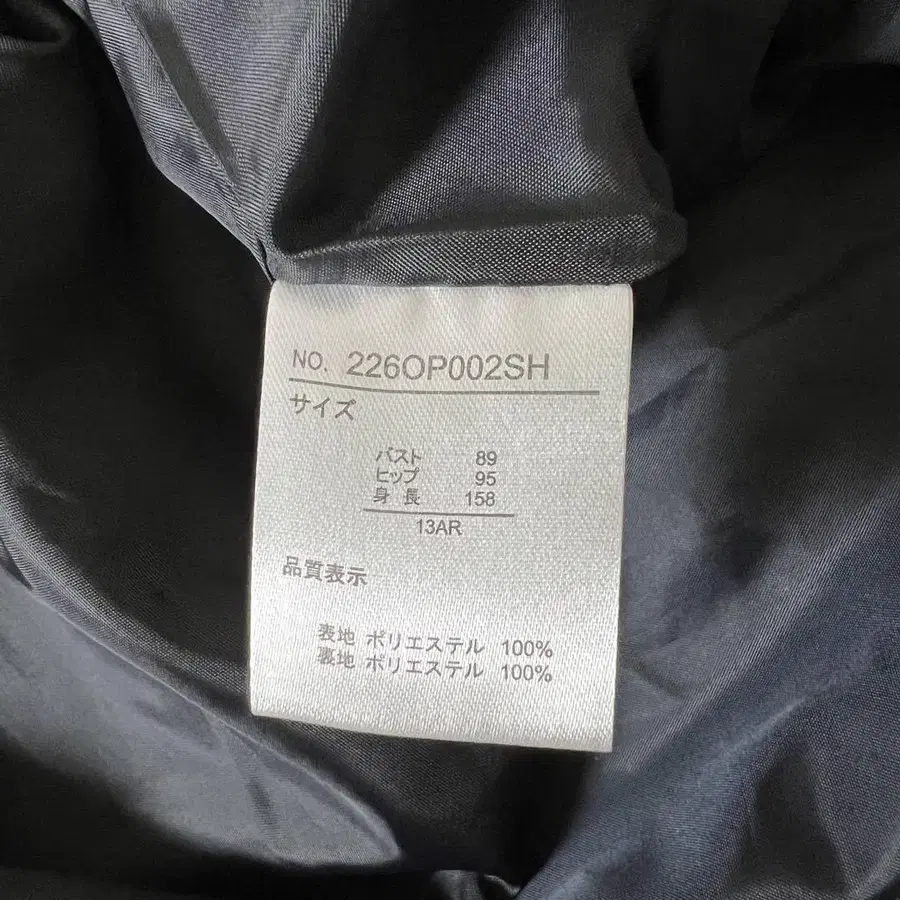 NO. 226OP002SH
サイズ
バスト 89
ヒップ 95
身長 158
13AR
品質表示
表地 ポリエステル 100%
裏地 ポリエステル 100%